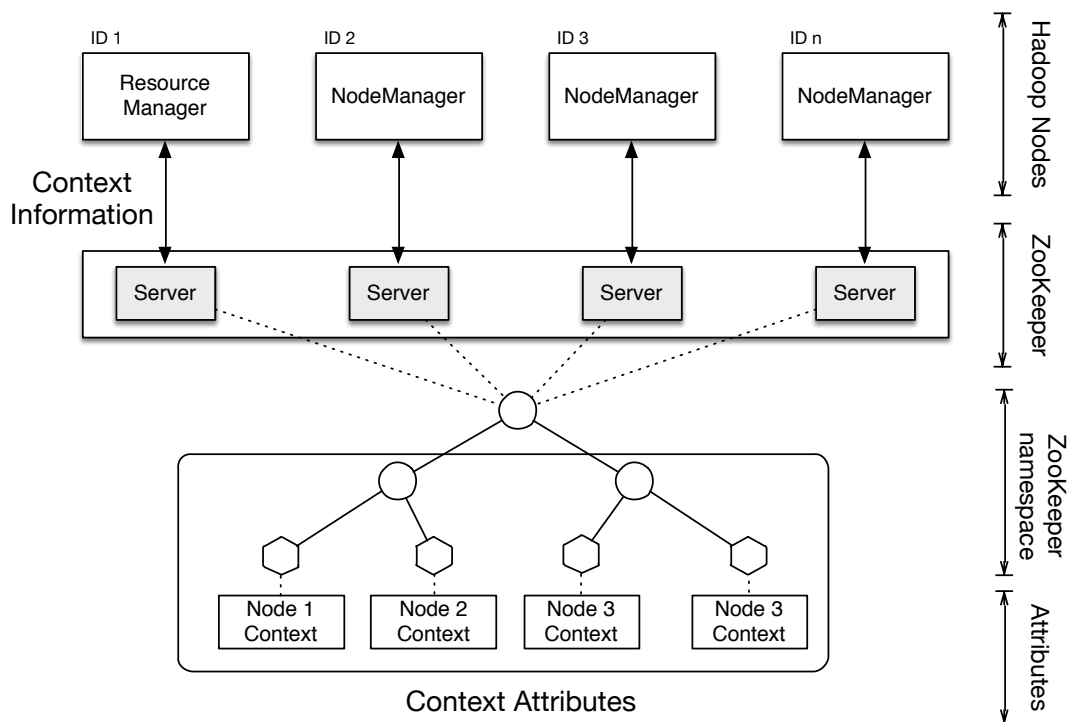 ID 1
ID 2
ID 3
ID n
Resource
Manager
NodeManager
NodeManager
NodeManager
Hadoop Nodes
Context
Information
Server
Server
Server
Server
ZooKeeper
ZooKeeper
namespace
Node 1
Context
Node 2
Context
Node 3
Context
Node 3
Context
Attributes
Context Attributes